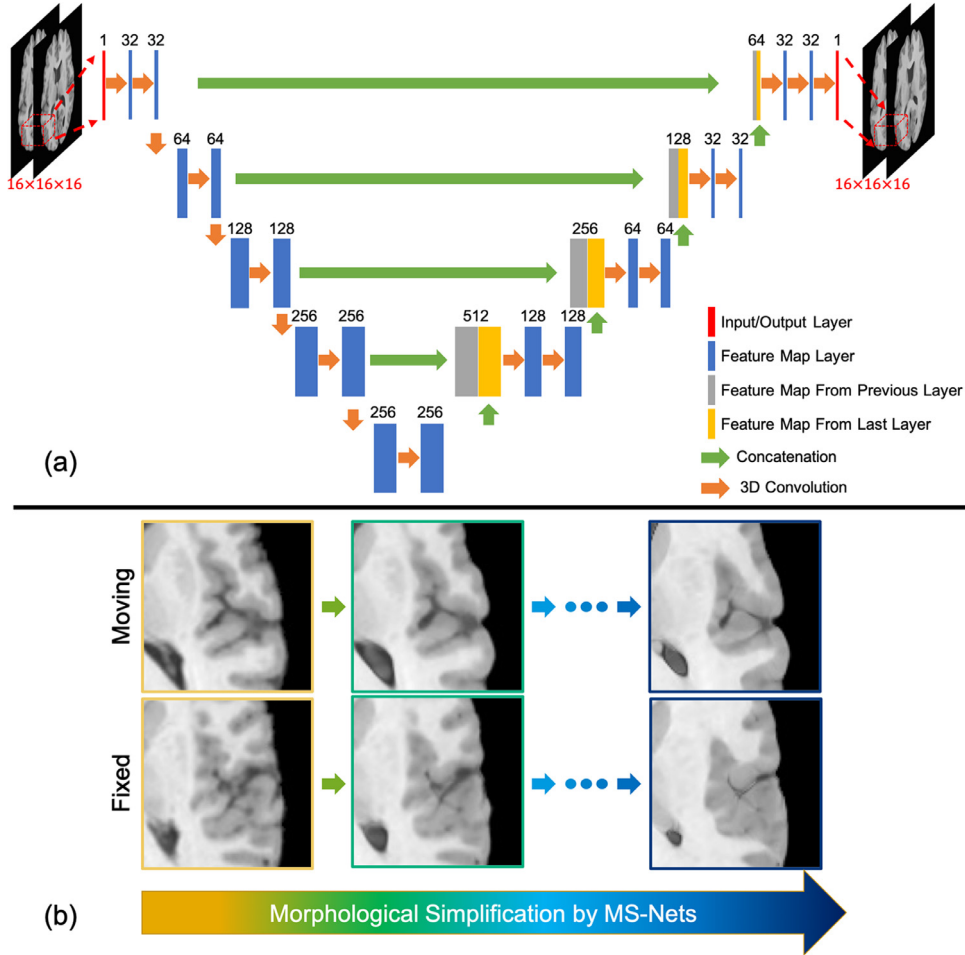 1 32 32
64 32 32 1
16×16×16
16×16×16
64 64
128 32 32
128 128
256 64 64
256 256
512 128 128
256 256
Input/Output Layer
Feature Map Layer
Feature Map From Previous Layer
Feature Map From Last Layer
Concatenation
3D Convolution
(a)
Moving
Fixed
Morphological Simplification by MS-Nets
(b)